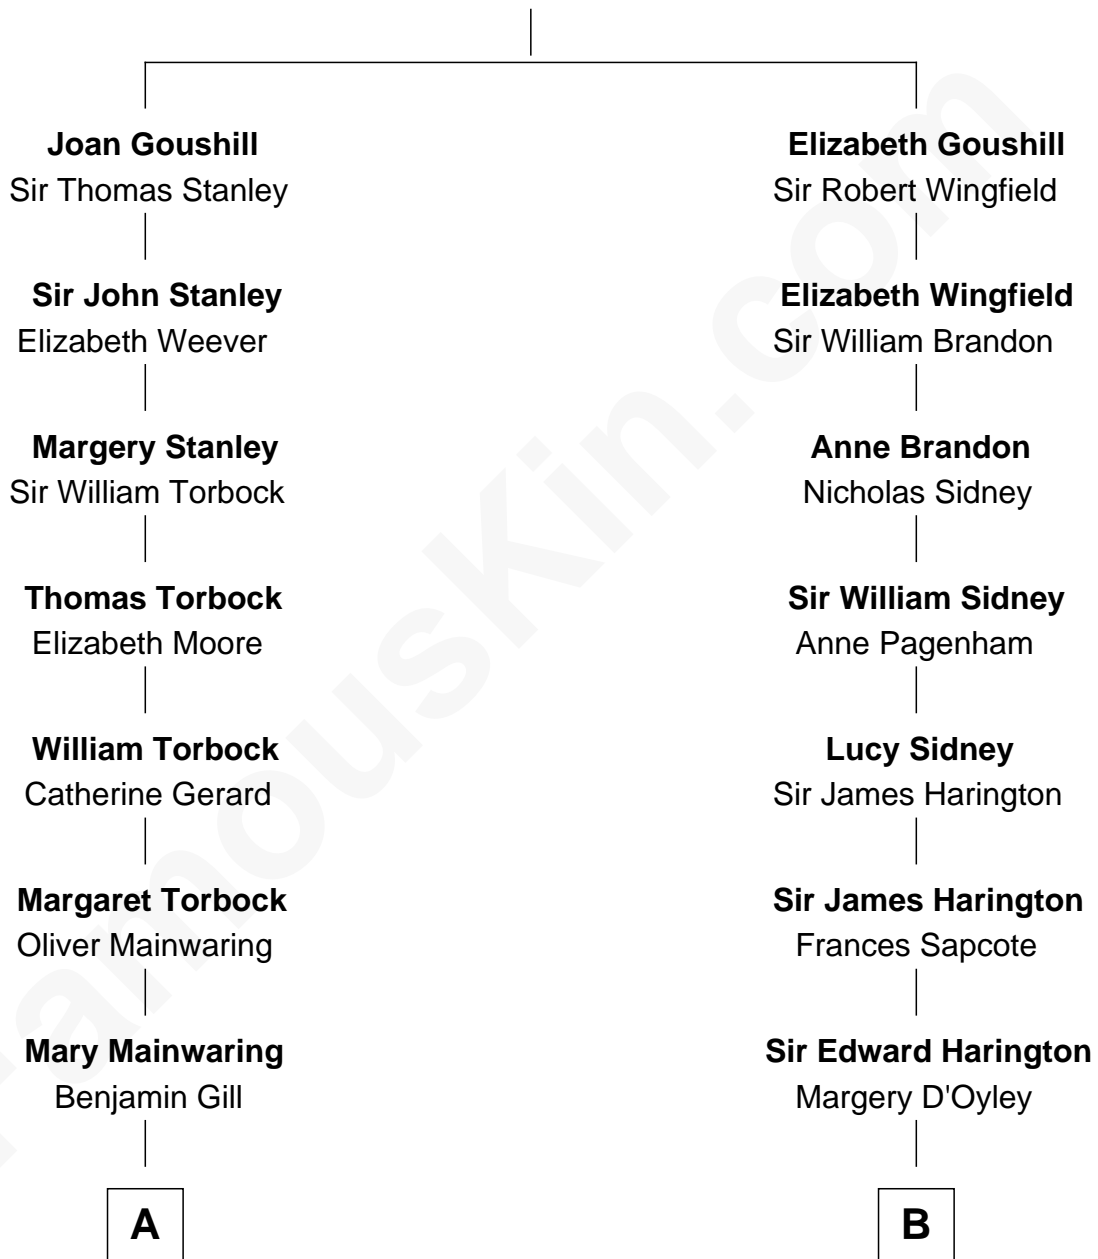 Joan Goushill
Sir Thomas Stanley
Sir John Stanley
Elizabeth Weever
Margery Stanley
Sir William Torbock
Thomas Torbock
Elizabeth Moore
William Torbock
Catherine Gerard
Margaret Torbock
Oliver Mainwaring
Mary Mainwaring
Benjamin Gill
A
Elizabeth Goushill
Sir Robert Wingfield
Elizabeth Wingfield
Sir William Brandon
Anne Brandon
Nicholas Sidney
Sir William Sidney
Anne Pagenham
Lucy Sidney
Sir James Harington
Sir James Harington
Frances Sapcote
Sir Edward Harington
Margery D'Oyley
B
FamousKin.com